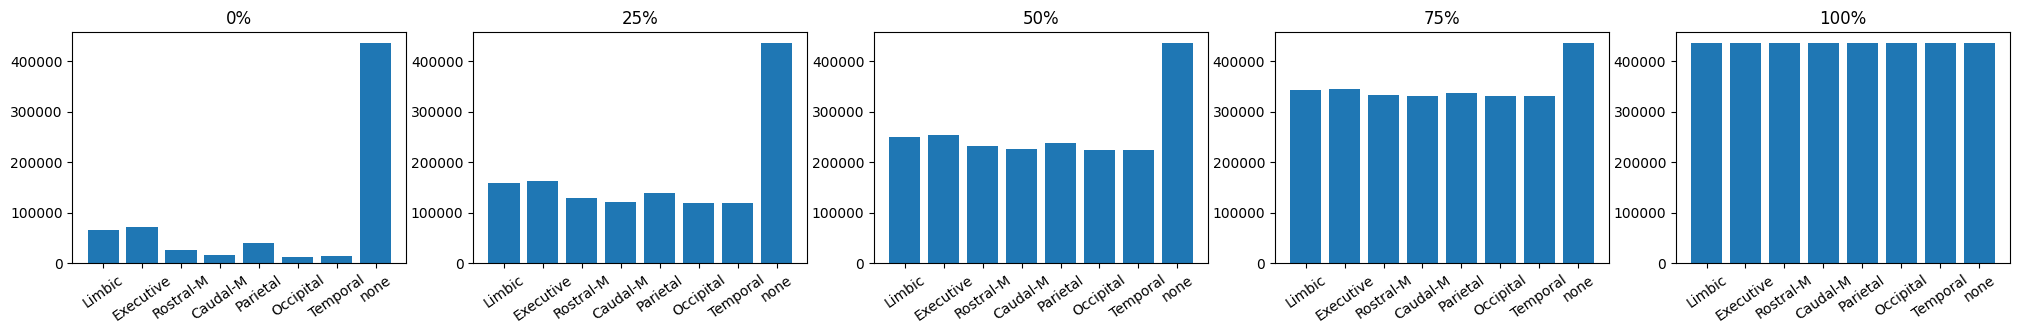 0% 25% 50% 75% 100%
400000 400000 400000 400000 400000
300000 300000 300000 300000 300000
200000 200000 200000 200000 200000
100000 100000 100000 100000 100000
0 0 0 0 0
Limbic Executive Rostral-M Caudal-M Parietal Occipital Temporal none Limbic Executive Rostral-M Caudal-M Parietal Occipital Temporal none Limbic Executive Rostral-M Caudal-M Parietal Occipital Temporal none Limbic Executive Rostral-M Caudal-M Parietal Occipital Temporal none Limbic Executive Rostral-M Caudal-M Parietal Occipital Temporal none